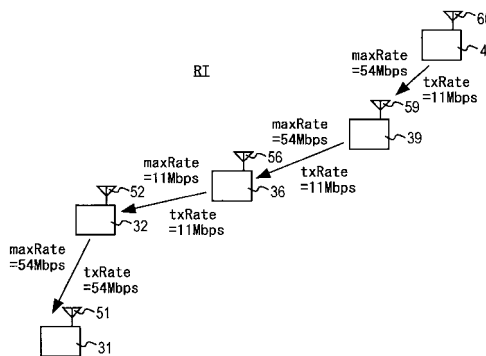 RT
maxRate
=54Mbps
txRate
=11Mbps
59
39
maxRate
=54Mbps
txRate
=11Mbps
56
36
maxRate
=11Mbps
txRate
=11Mbps
52
32
maxRate
=54Mbps
txRate
=54Mbps
51
31